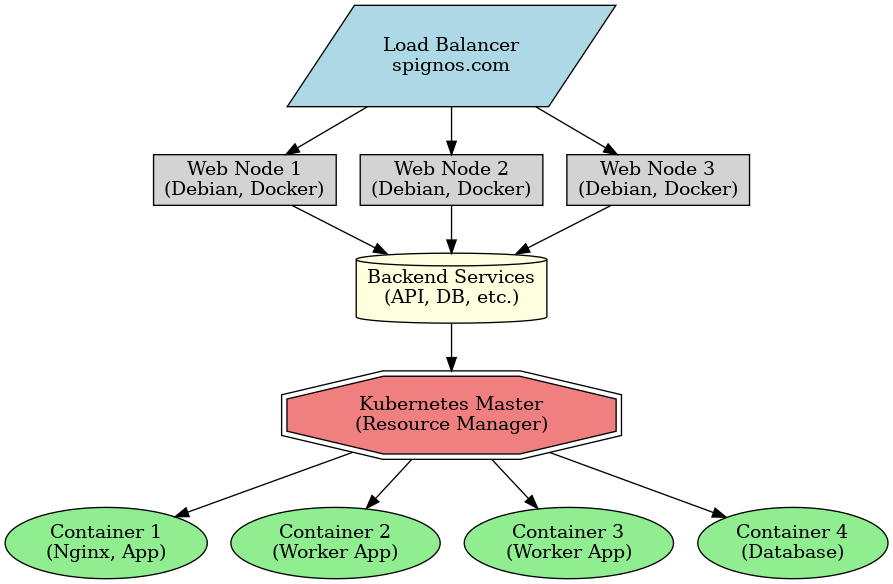 Load Balancer
spignos.com
Web Node 1
(Debian, Docker)
Web Node 2
(Debian, Docker)
Web Node 3
(Debian, Docker)
Backend Services
(API, DB, etc.)
Kubernetes Master
(Resource Manager)
Container 1
(Nginx, App)
Container 2
(Worker App)
Container 3
(Worker App)
Container 4
(Database)